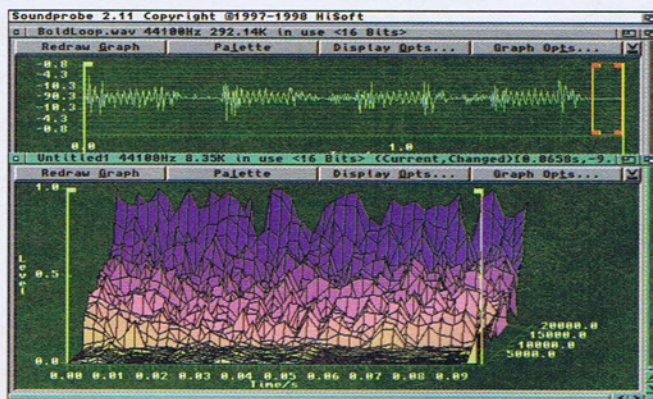 Soundprobe 2.11 Copyright ©1997-1998 HiSoft
BoldLoop.wav 44100Hz 292.14K in use <16 Bits>
Redraw Graph Palette Display Opts... Graph Opts...
-0.8
-4.3
-10.3
-90.3
-10.3
-4.3
-0.8
0.0 1.0
Untitled1 44100Hz 8.35K in use <16 Bits> (Current,Changed)[0.0658s,-9.
Redraw Graph Palette Display Opts... Graph Opts...
1.0
Level
0.5
0.0
20000.0
15000.0
10000.0
5000.0
0.00 0.01 0.02 0.03 0.04 0.05 0.06 0.07 0.08 0.09
Time/s